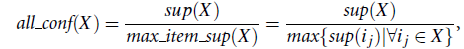 all_conf(X) = sup(X) / max_item_sup(X) = sup(X) / max{sup(i_j)|∀i_j ∈ X},